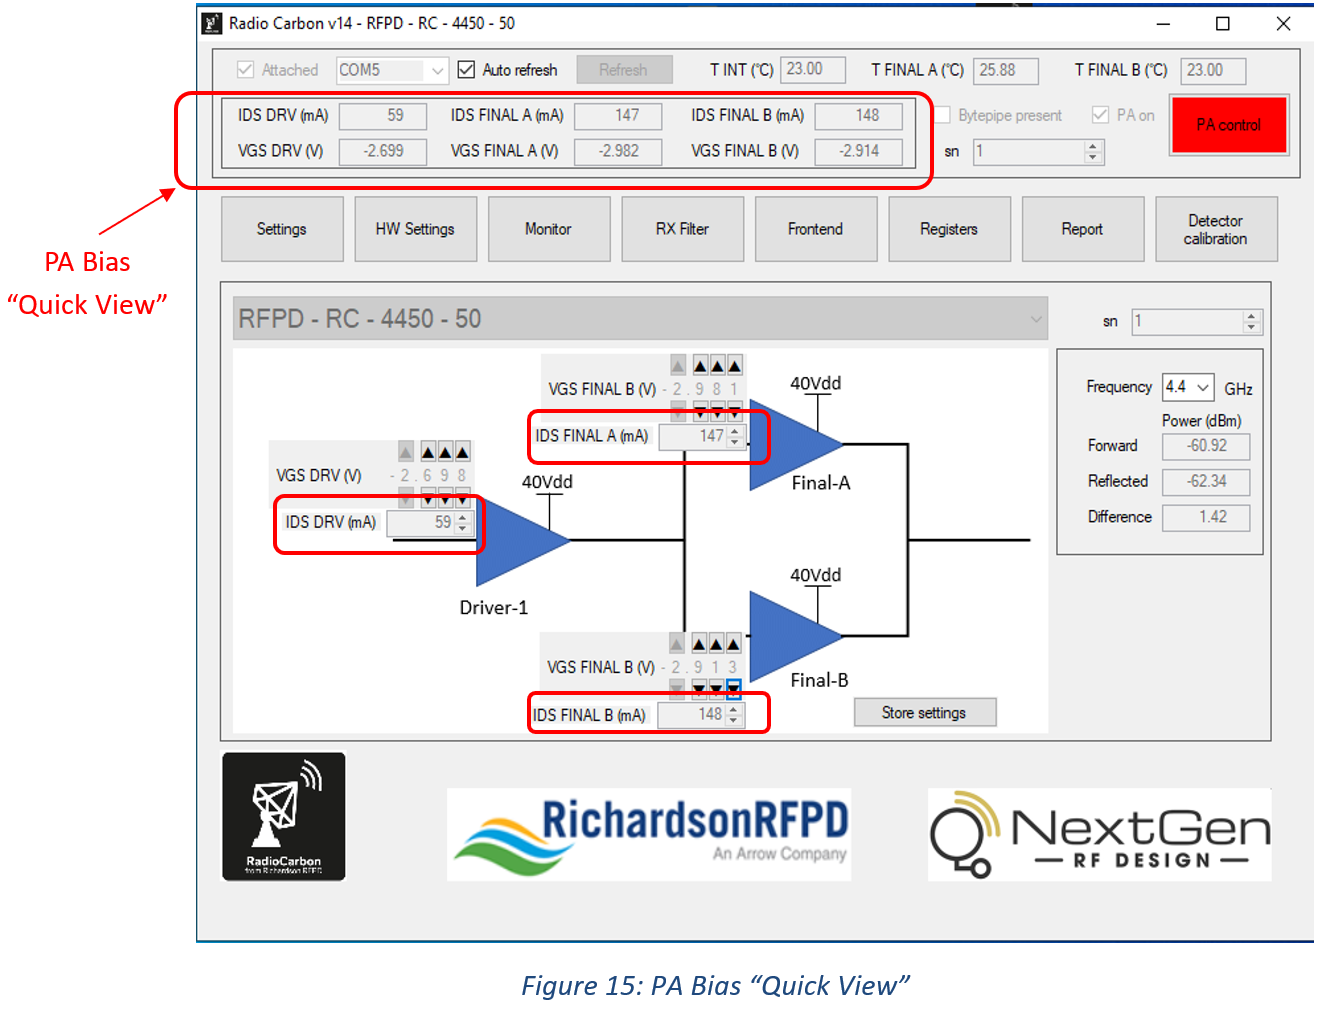 Radio Carbon v14 - RFPD - RC - 4450 - 50
Attached COM5 Auto refresh Refresh T INT (°C) 23.00 T FINAL A (°C) 25.88 T FINAL B (°C) 23.00
IDS DRV (mA) 59 IDS FINAL A (mA) 147 IDS FINAL B (mA) 148 Bytepipe present PA on PA control
VGS DRV (V) -2.699 VGS FINAL A (V) -2.982 VGS FINAL B (V) -2.914 sn 1
PA Bias
“Quick View”
Settings HW Settings Monitor RX Filter Frontend Registers Report Detector
calibration
RFPD - RC - 4450 - 50 sn 1
VGS FINAL B (V) - 2 . 9 8 1 40Vdd
IDS FINAL A (mA) 147
Final-A
VGS DRV (V) - 2 . 6 9 8 40Vdd
IDS DRV (mA) 59
Driver-1
40Vdd
VGS FINAL B (V) - 2 . 9 1 3
Final-B
IDS FINAL B (mA) 148
Store settings
Frequency 4.4 GHz
Power (dBm)
Forward -60.92
Reflected -62.34
Difference 1.42
RadioCarbon
from Richardson RFPD
RichardsonRFPD
An Arrow Company
NextGen
RF DESIGN
Figure 15: PA Bias “Quick View”